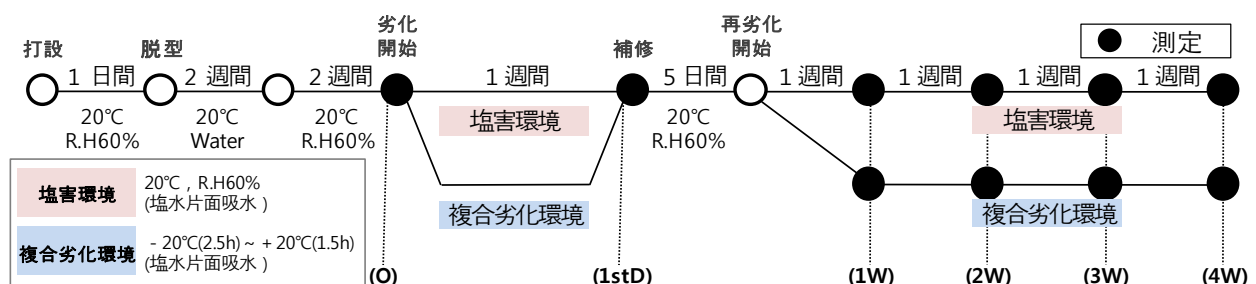 劣化
開始
再劣化
開始
打設
脱型
補修
● 測定
1 日間
2 週間
2 週間
1 週間
5 日間
1 週間
1 週間
1 週間
1 週間
20℃
R.H60%
20℃
Water
20℃
R.H60%
塩害環境
20℃
R.H60%
塩害環境
塩害環境
20℃ , R.H60%
(塩水片面吸水 )
複合劣化環境
- 20℃(2.5h) ~ + 20℃(1.5h)
(塩水片面吸水 )
複合劣化環境
複合劣化環境
(O)
(1stD)
(1W)
(2W)
(3W)
(4W)